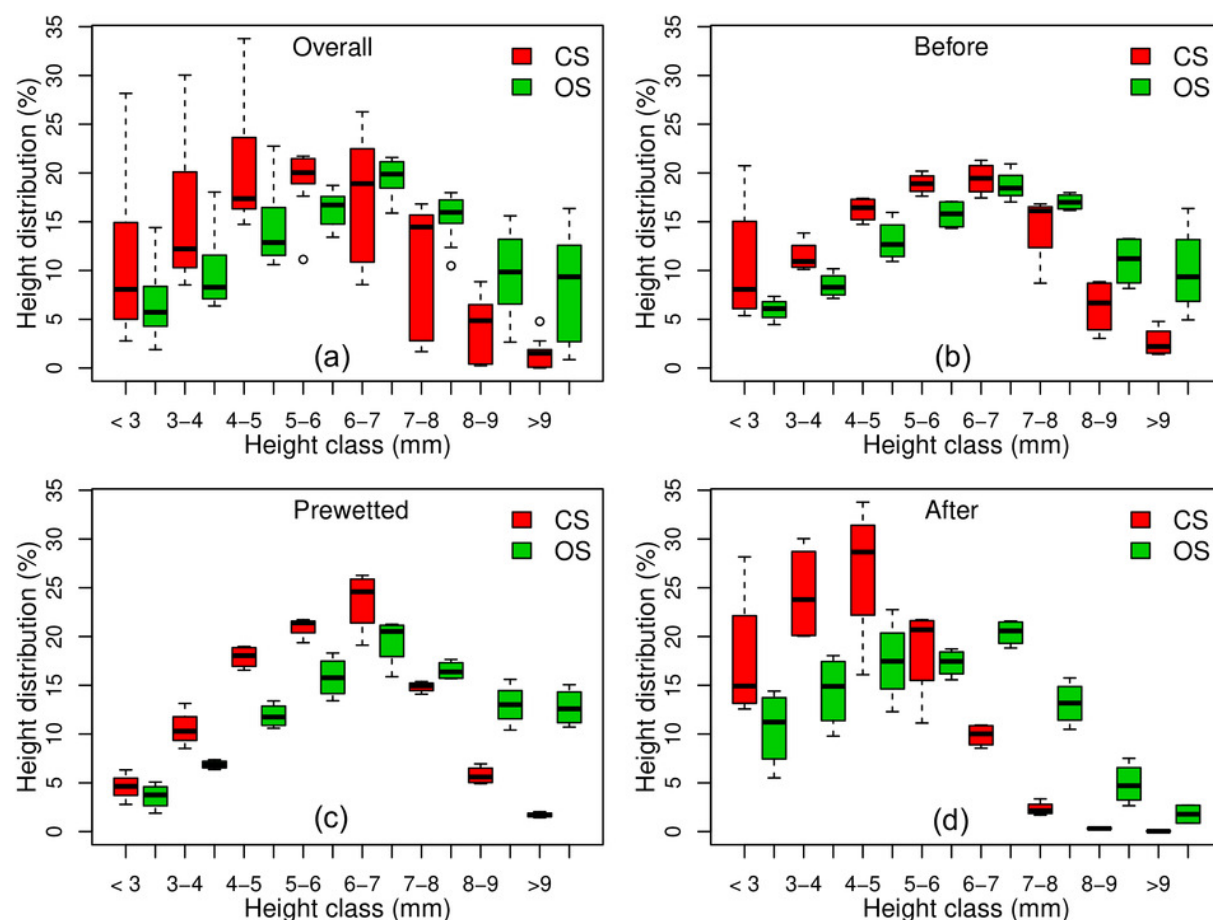 Overall
CS
OS
Height distribution (%)
35
30
25
20
15
10
5
0
(a)
< 3 3–4 4–5 5–6 6–7 7–8 8–9 >9
Height class (mm)
Before
CS
OS
Height distribution (%)
35
30
25
20
15
10
5
0
(b)
< 3 3–4 4–5 5–6 6–7 7–8 8–9 >9
Height class (mm)
Prewetted
CS
OS
Height distribution (%)
35
30
25
20
15
10
5
0
(c)
< 3 3–4 4–5 5–6 6–7 7–8 8–9 >9
Height class (mm)
After
CS
OS
Height distribution (%)
35
30
25
20
15
10
5
0
(d)
< 3 3–4 4–5 5–6 6–7 7–8 8–9 >9
Height class (mm)